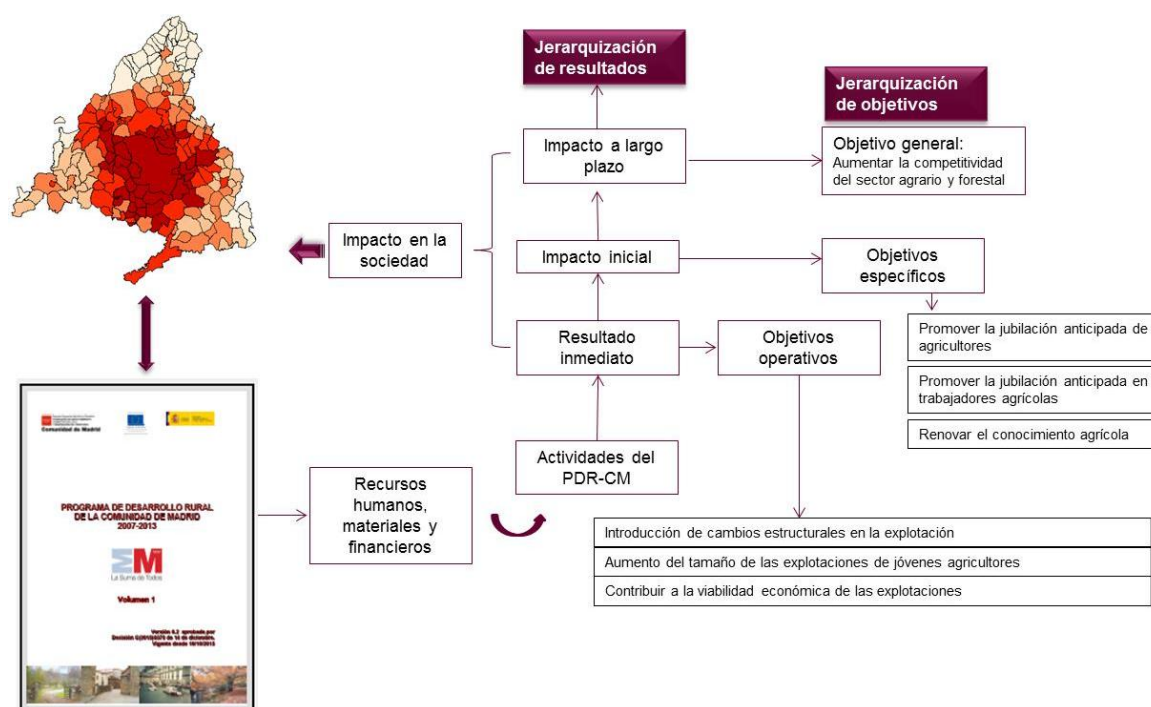 Jerarquización
de resultados
Jerarquización
de objetivos
Impacto a largo
plazo
Objetivo general:
Aumentar la competitividad
del sector agrario y forestal
Impacto en la
sociedad
Impacto inicial
Objetivos
específicos
Resultado
inmediato
Objetivos
operativos
Promover la jubilación anticipada de
agricultores
Promover la jubilación anticipada en
trabajadores agrícolas
Renovar el conocimiento agrícola
Actividades del
PDR-CM
Recursos
humanos,
materiales y
financieros
Introducción de cambios estructurales en la explotación
Aumento del tamaño de las explotaciones de jóvenes agricultores
Contribuir a la viabilidad económica de las explotaciones
Comunidad de Madrid
PROGRAMA DE DESARROLLO RURAL
DE LA COMUNIDAD DE MADRID
2007-2013
La Suma de Todos
Volumen 1